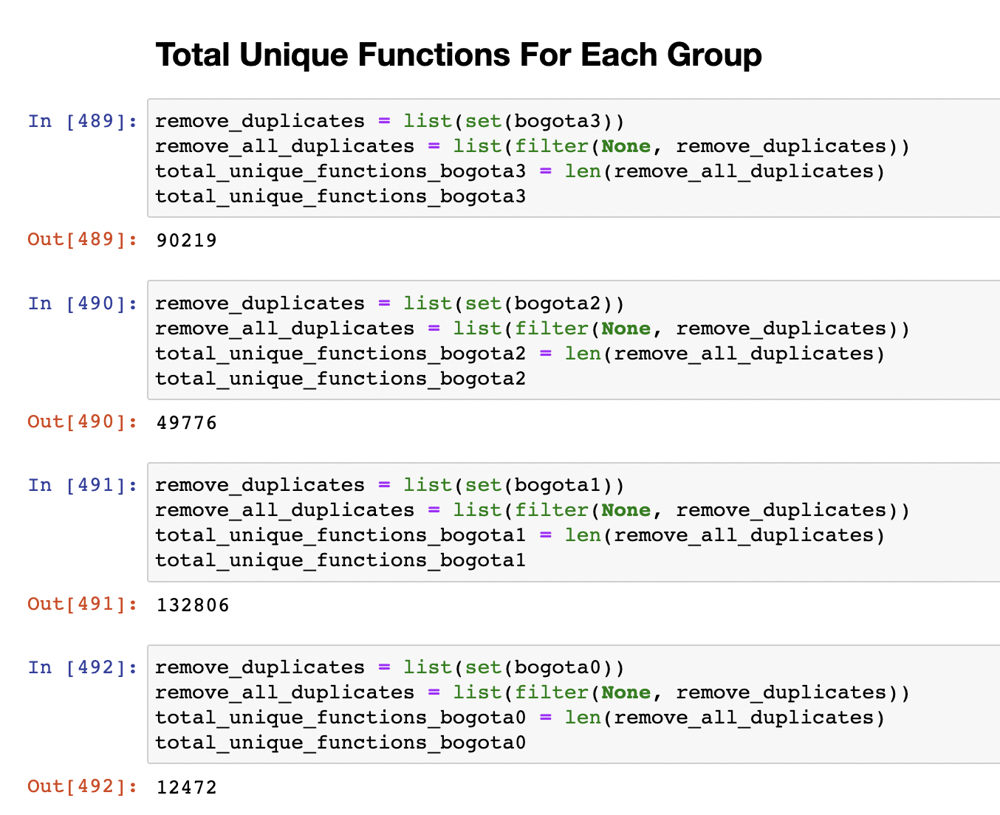 Total Unique Functions For Each Group
In [489]: remove_duplicates = list(set(bogota3))
remove_all_duplicates = list(filter(None, remove_duplicates))
total_unique_functions_bogota3 = len(remove_all_duplicates)
total_unique_functions_bogota3
Out[489]: 90219
In [490]: remove_duplicates = list(set(bogota2))
remove_all_duplicates = list(filter(None, remove_duplicates))
total_unique_functions_bogota2 = len(remove_all_duplicates)
total_unique_functions_bogota2
Out[490]: 49776
In [491]: remove_duplicates = list(set(bogota1))
remove_all_duplicates = list(filter(None, remove_duplicates))
total_unique_functions_bogota1 = len(remove_all_duplicates)
total_unique_functions_bogota1
Out[491]: 132806
In [492]: remove_duplicates = list(set(bogota0))
remove_all_duplicates = list(filter(None, remove_duplicates))
total_unique_functions_bogota0 = len(remove_all_duplicates)
total_unique_functions_bogota0
Out[492]: 12472